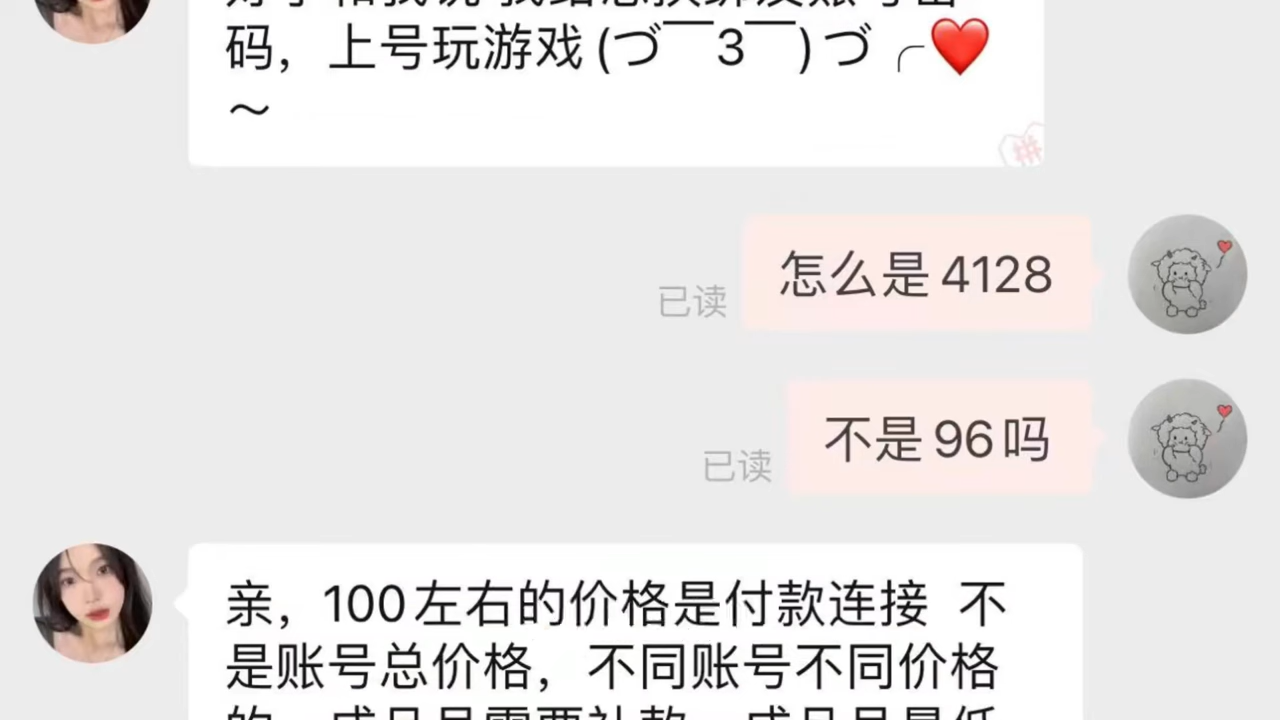 码，上号玩游戏(づ￣3￣)づ╭❤️
～
拼
怎么是4128
已读
不是96吗
已读
亲，100左右的价格是付款连接 不
是账号总价格，不同账号不同价格